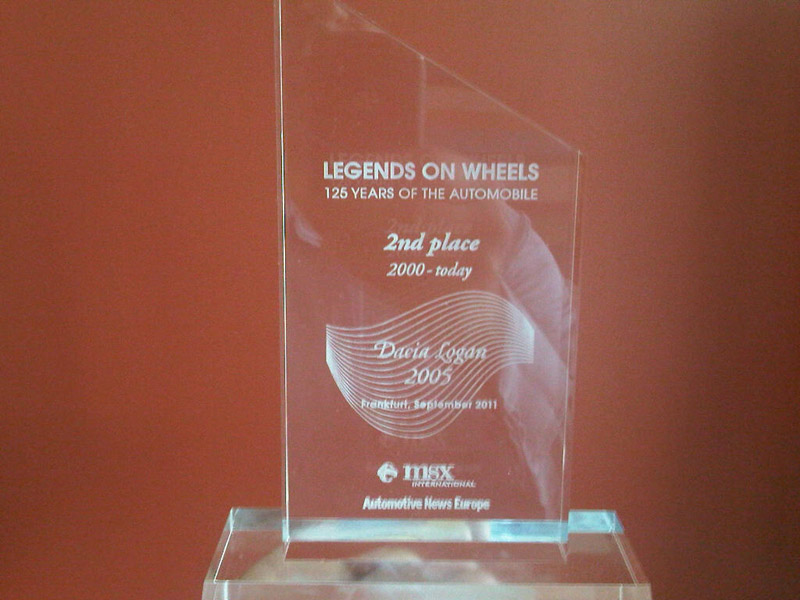 LEGENDS ON WHEELS
125 YEARS OF THE AUTOMOBILE
2nd place
2000 - today
Dacia Logan
2005
Frankfurt, September 2011
msx
INTERNATIONAL
Automotive News Europe